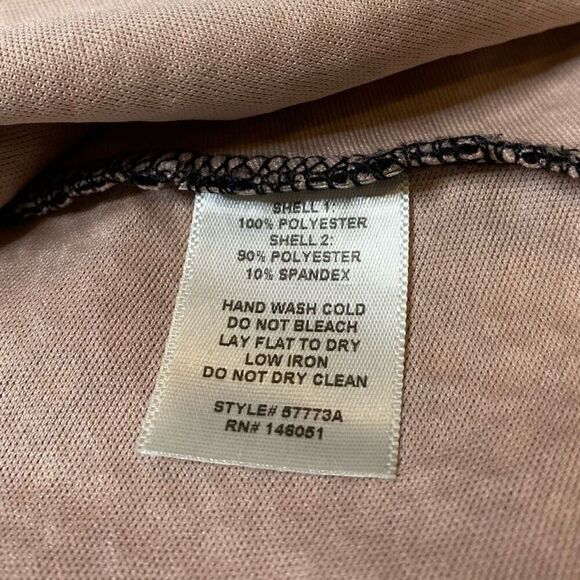 SHELL 1:
100% POLYESTER
SHELL 2:
90% POLYESTER
10% SPANDEX
HAND WASH COLD
DO NOT BLEACH
LAY FLAT TO DRY
LOW IRON
DO NOT DRY CLEAN
STYLE# 57773A
RN# 146051